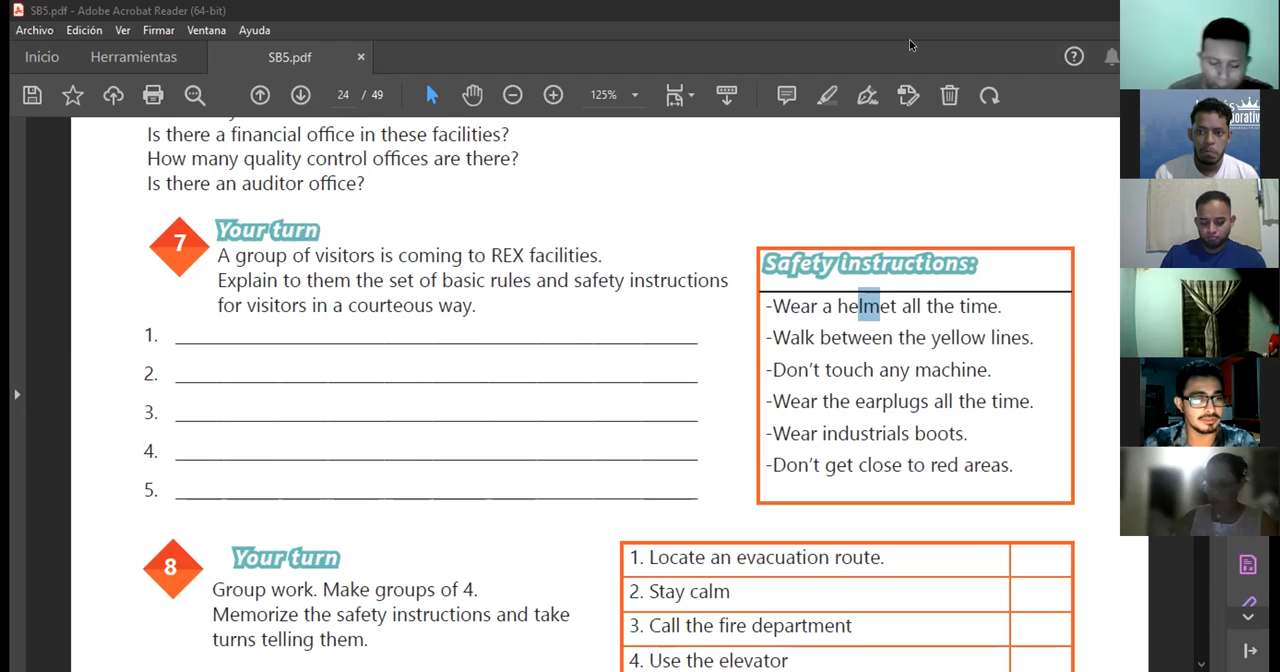 SB5.pdf - Adobe Acrobat Reader (64-bit)
Archivo Edición Ver Firmar Ventana Ayuda
Inicio Herramientas SB5.pdf ×
24 / 49 125%
Is there a financial office in these facilities?
How many quality control offices are there?
Is there an auditor office?
7 Your turn
A group of visitors is coming to REX facilities.
Explain to them the set of basic rules and safety instructions
for visitors in a courteous way.
1.
2.
3.
4.
5.
Safety instructions:
-Wear a helmet all the time.
-Walk between the yellow lines.
-Don’t touch any machine.
-Wear the earplugs all the time.
-Wear industrials boots.
-Don’t get close to red areas.
8 Your turn
Group work. Make groups of 4.
Memorize the safety instructions and take
turns telling them.
1. Locate an evacuation route.
2. Stay calm
3. Call the fire department
4. Use the elevator